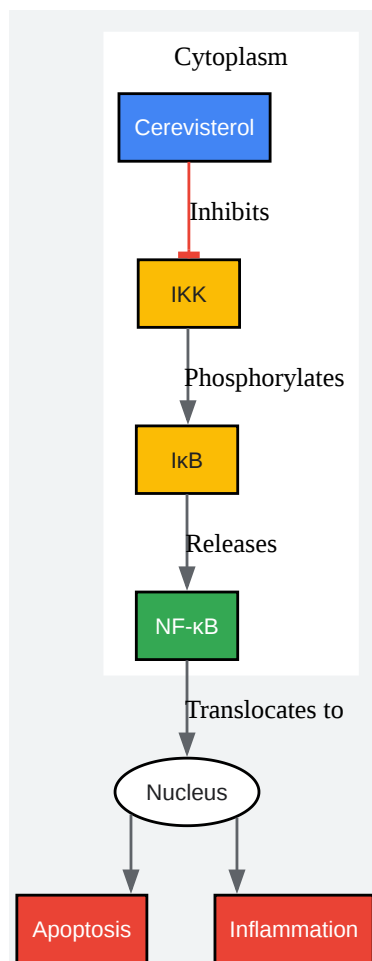 Cytoplasm
Cerevisterol
Inhibits
IKK
Phosphorylates
IκB
Releases
NF-κB
Translocates to
Nucleus
Apoptosis
Inflammation